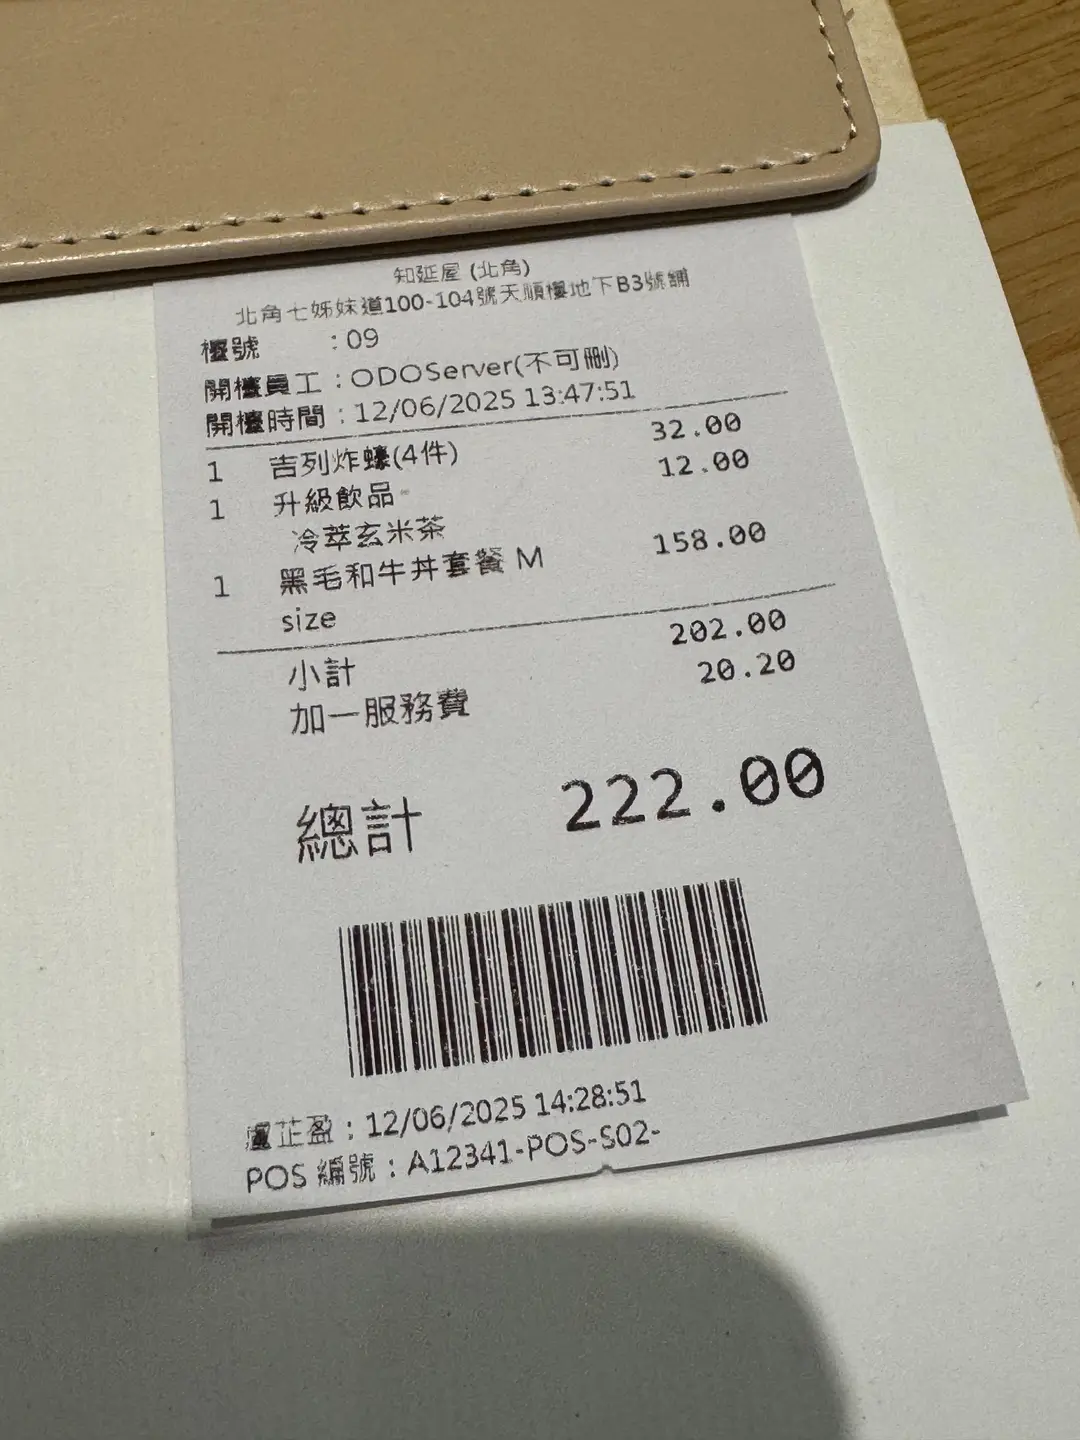 知延屋 (北角)
北角七姊妹道100-104號天順樓地下B3號舖
檯號 : 09
開檯員工 : ODOServer(不可刪)
開檯時間 : 12/06/2025 13:47:51
1 吉列炸蠔(4件) 32.00
1 升級飲品 12.00
冷萃玄米茶
1 黑毛和牛丼套餐 M 158.00
size
小計 202.00
加一服務費 20.20
總計 222.00
盧芷盈 : 12/06/2025 14:28:51
POS 編號 : A12341-POS-S02-